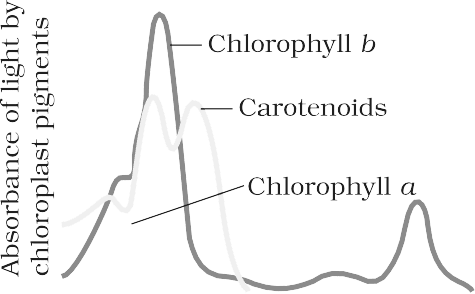 Absorbance of light by
chloroplast pigments
Chlorophyll b
Carotenoids
Chlorophyll a